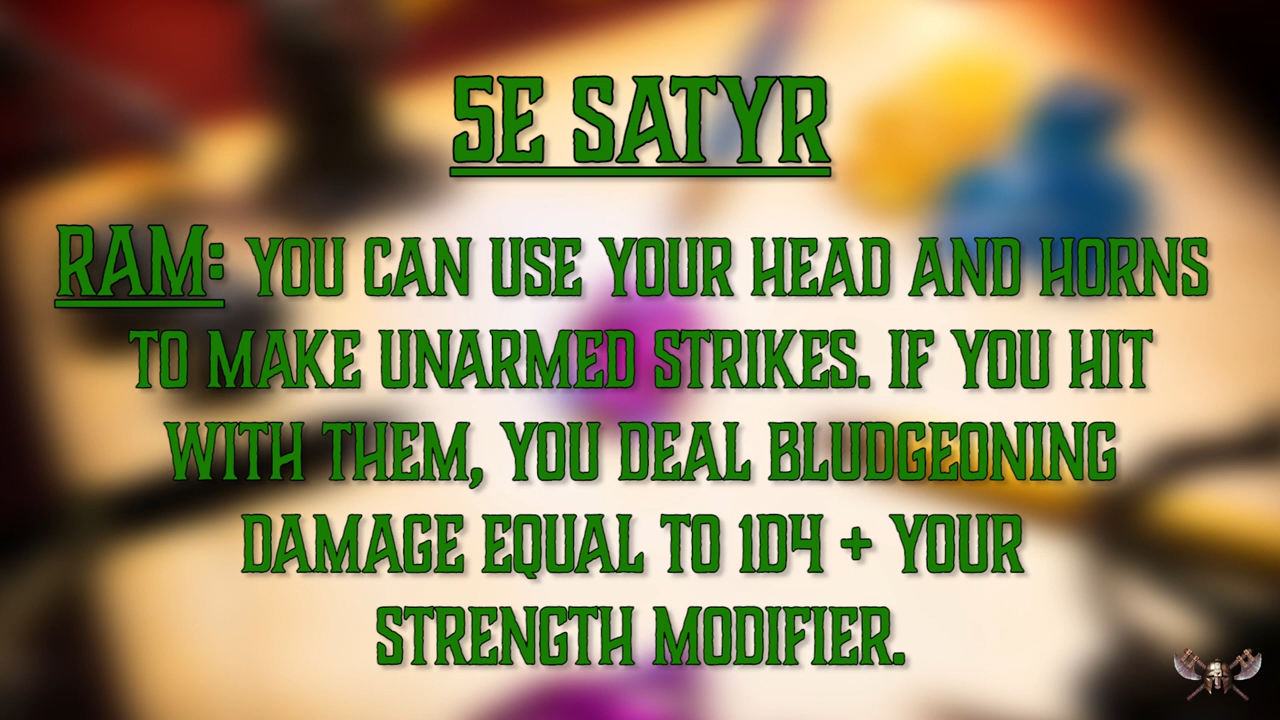 5E SATYR
RAM: YOU CAN USE YOUR HEAD AND HORNS
TO MAKE UNARMED STRIKES. IF YOU HIT
WITH THEM, YOU DEAL BLUDGEONING
DAMAGE EQUAL TO 1D4 + YOUR
STRENGTH MODIFIER.